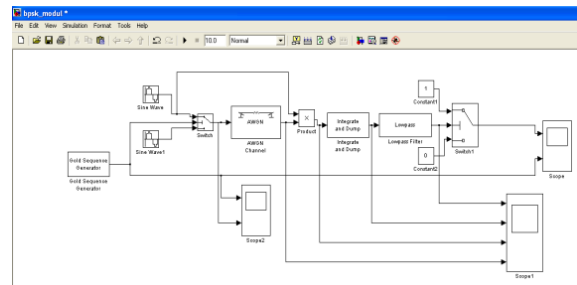 bpsk_modul *
File Edit View Simulation Format Tools Help
10.0 Normal
Sine Wave
Sine Wave1
Switch
AWGN
AWGN
Channel
Product
Integrate
and Dump
Integrate
and Dump
Lowpass
Lowpass Filter
1
Constant1
0
Constant2
Switch1
Scope
Gold Sequence
Generator
Gold Sequence
Generator
Scope2
Scope1